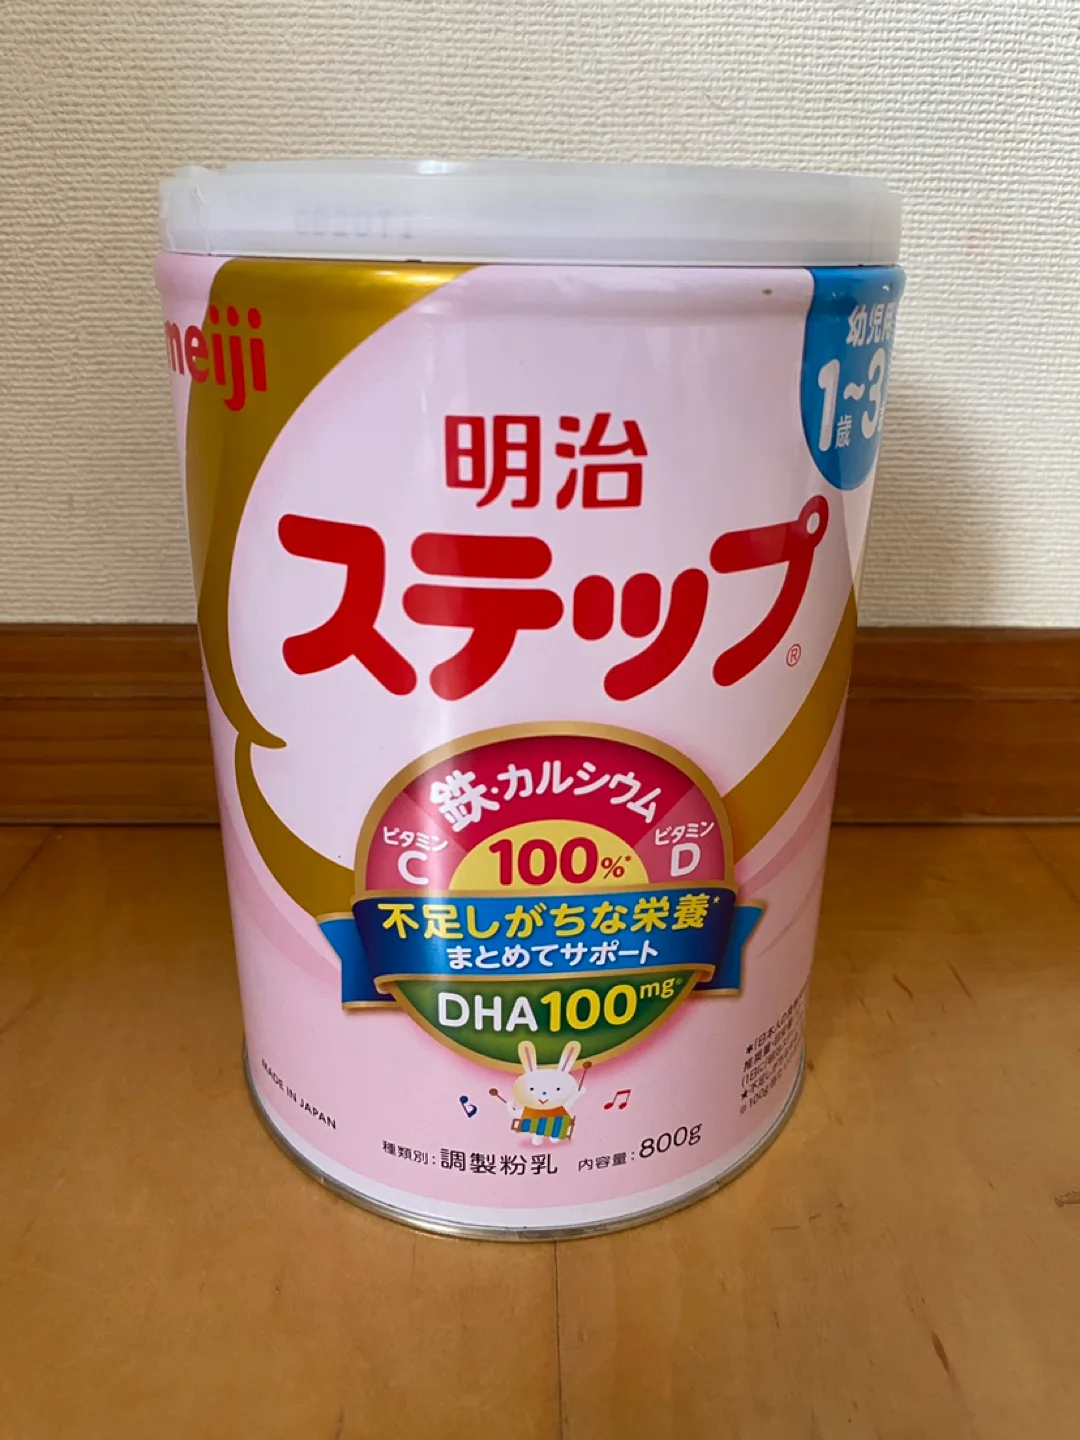 meiji
幼児用
1歳~3
明治
ステップ®
鉄・カルシウム
ビタミンC
ビタミンD
100%*
不足しがちな栄養*
まとめてサポート
DHA100mg※
MADE IN JAPAN
種類別:調製粉乳 内容量:800g